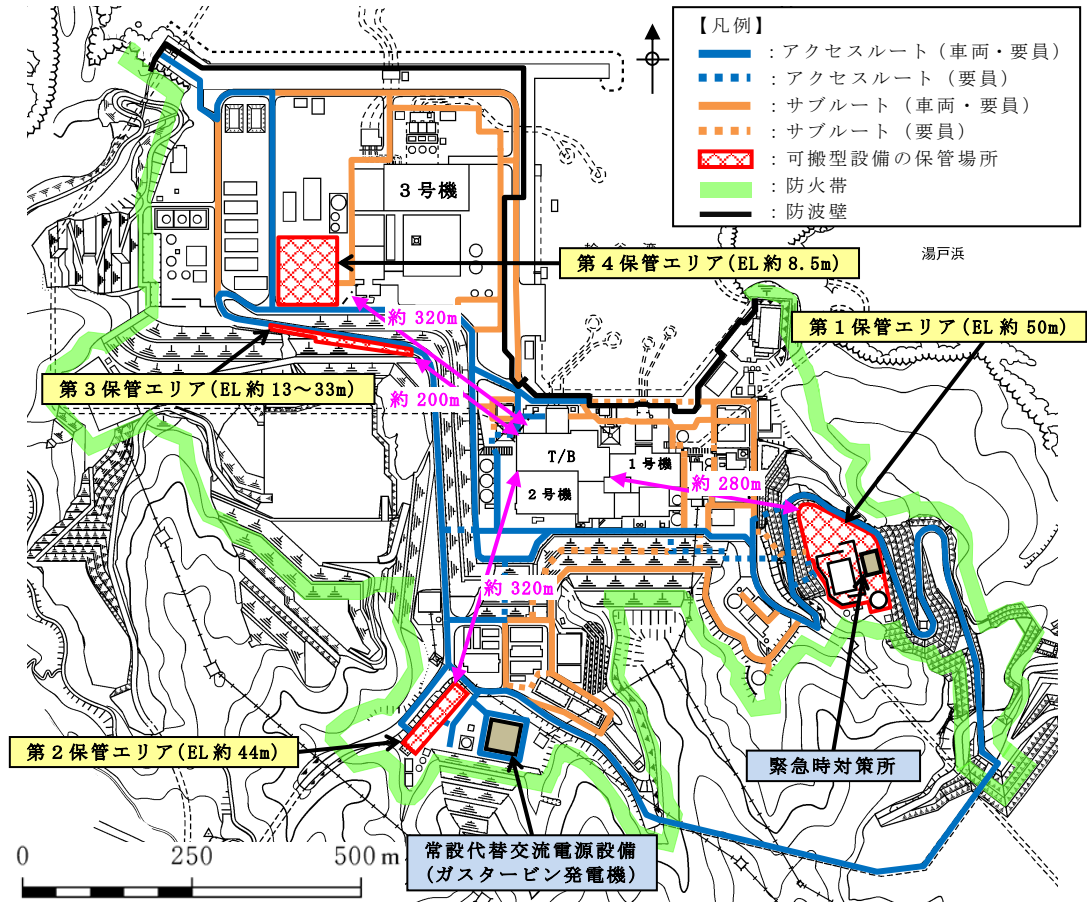 【凡例】
：アクセスルート（車両・要員）
：アクセスルート（要員）
：サブルート（車両・要員）
：サブルート（要員）
：可搬型設備の保管場所
：防火帯
：防波壁
3号機
湯戸浜
第4保管エリア(EL約8.5m)
約320m
第1保管エリア(EL約50m)
第3保管エリア(EL約13～33m)
約200m
T/B
1号機
約280m
2号機
約320m
第2保管エリア(EL約44m)
緊急時対策所
常設代替交流電源設備
(ガスタービン発電機)
0
250
500m